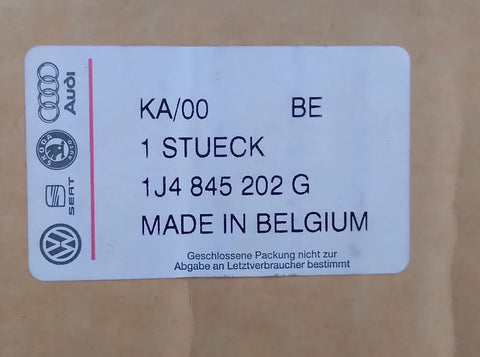 Audi
SKODA
AUTO
SEAT
KA/00 BE
1 STUECK
1J4 845 202 G
MADE IN BELGIUM
Geschlossene Packung nicht zur
Abgabe an Letztverbraucher bestimmt